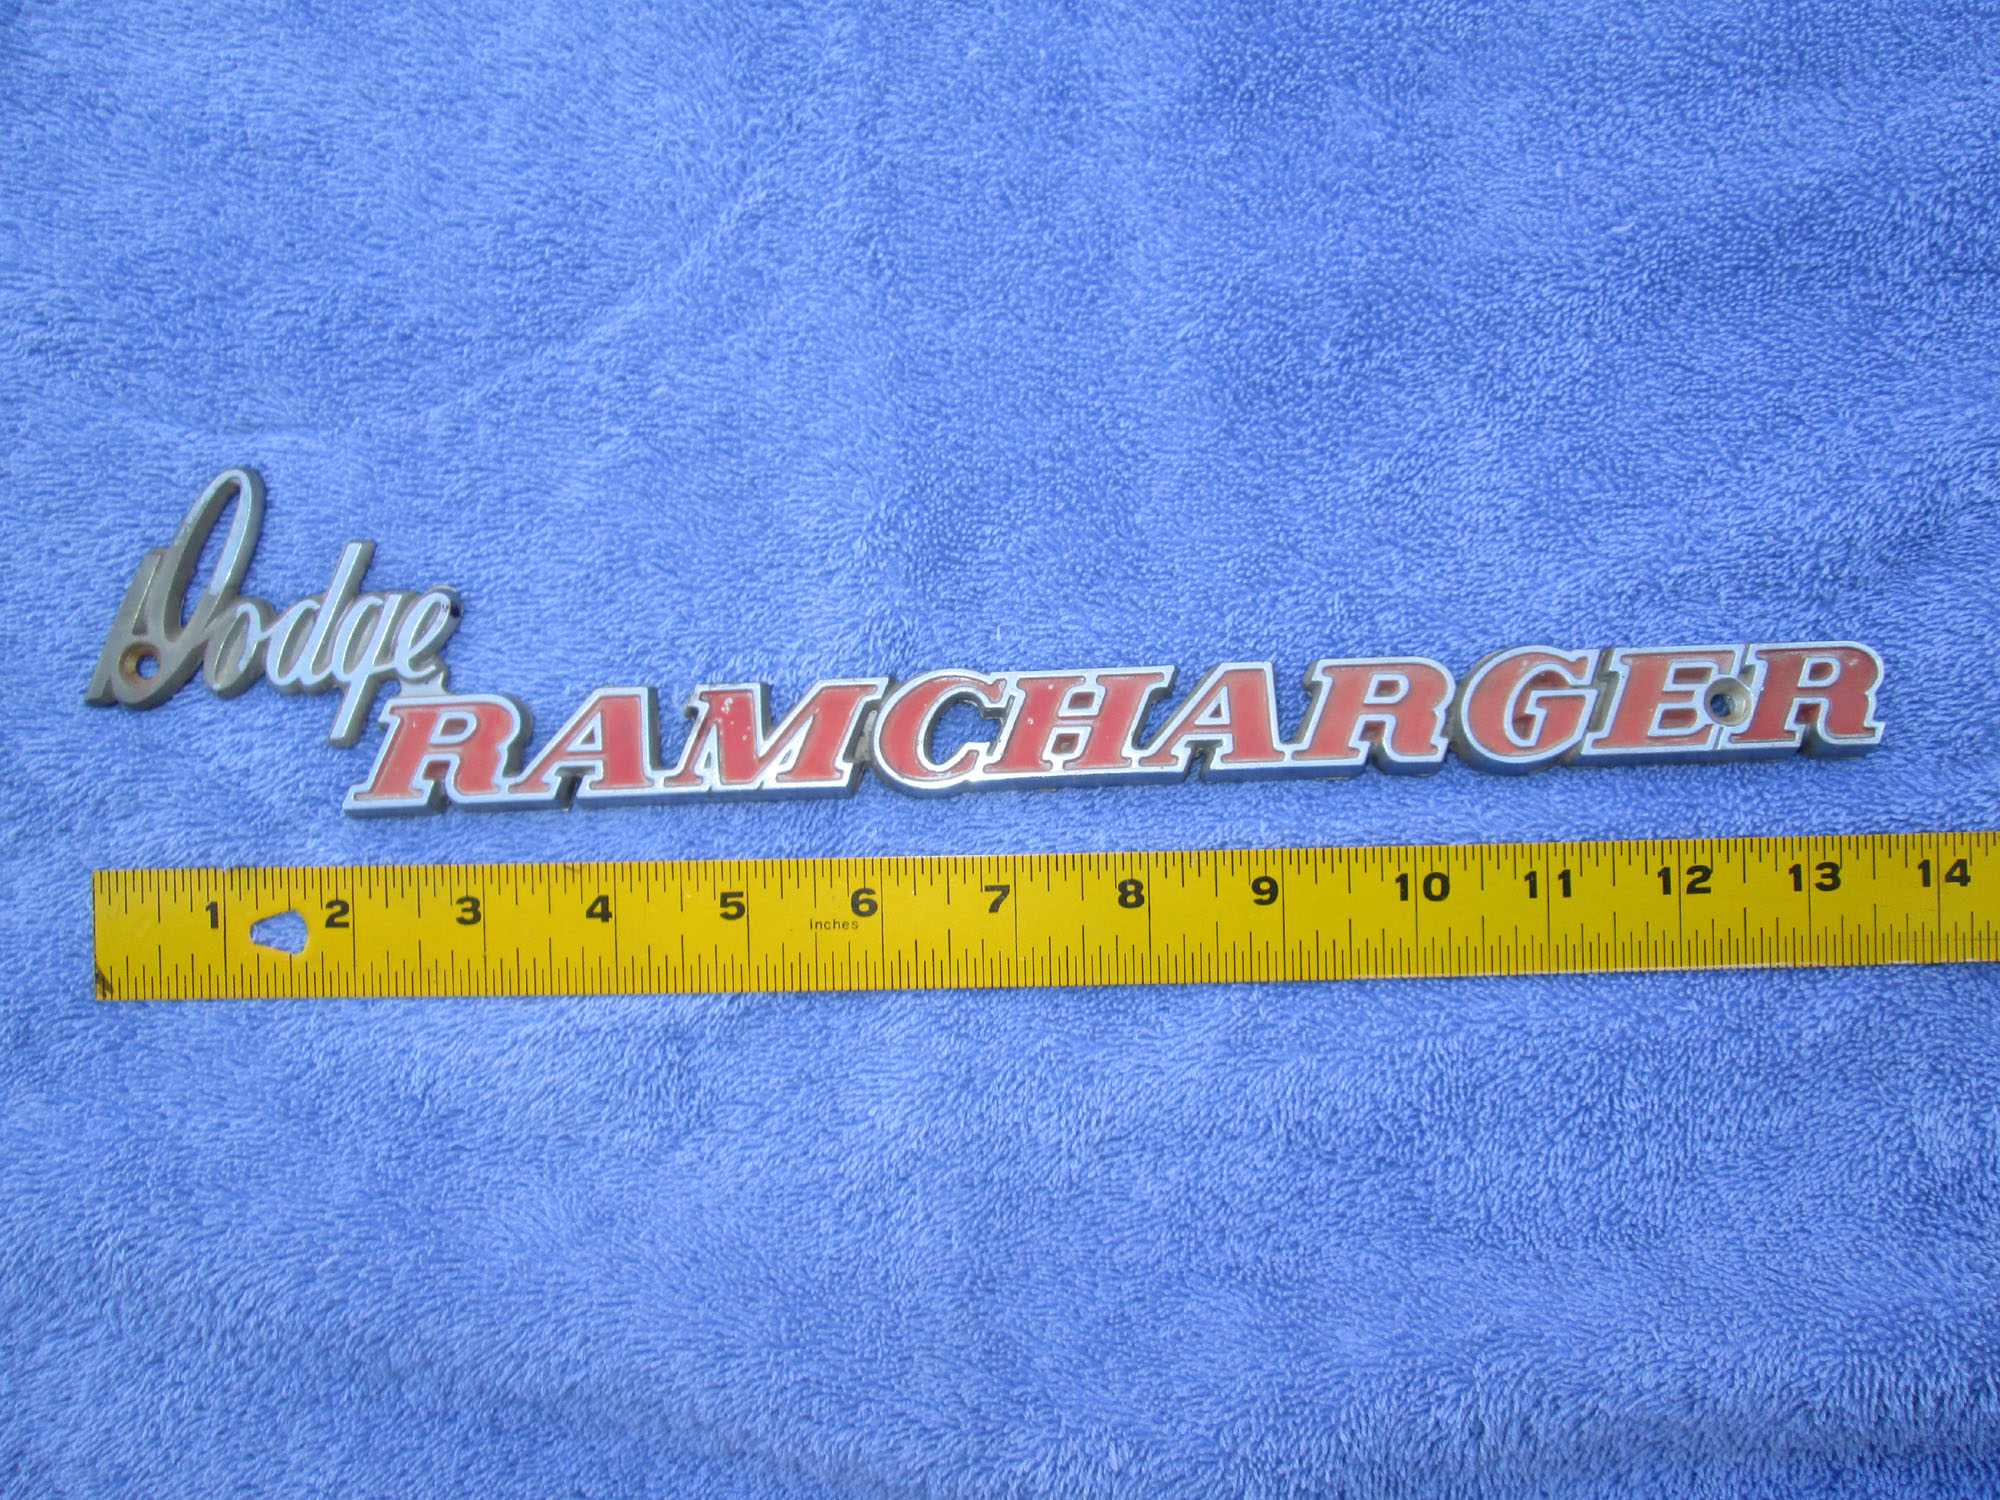 Dodge
RAMCHARGER
1 2 3 4 5 6 7 8 9 10 11 12 13 14
inches